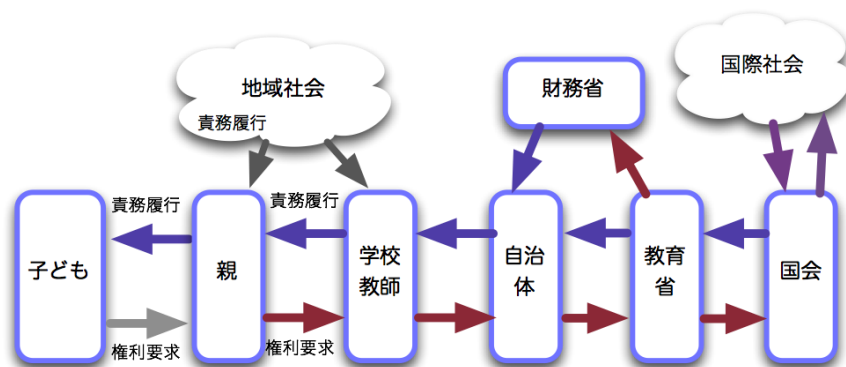 地域社会
責務履行
財務省
国際社会
責務履行
責務履行
子ども
親
学校
教師
自治
体
教育
省
国会
権利要求
権利要求